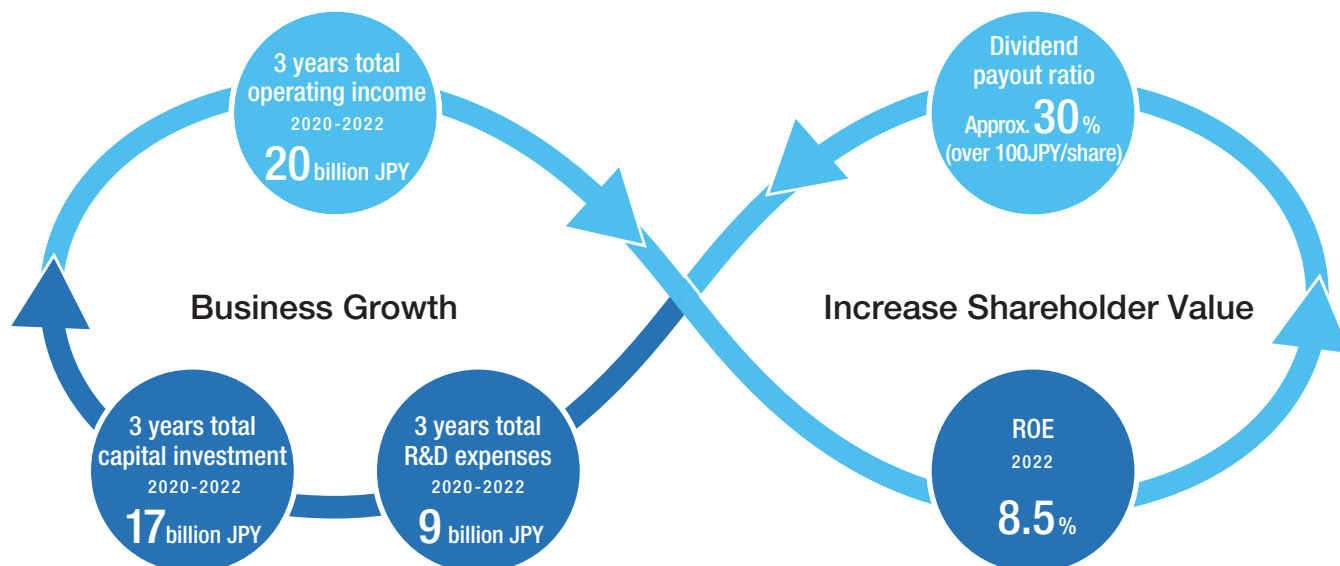 3 years total
operating income
2020-2022
20 billion JPY
Dividend
payout ratio
Approx. 30 %
(over 100JPY/share)
Business Growth
Increase Shareholder Value
3 years total
capital investment
2020-2022
17 billion JPY
3 years total
R&D expenses
2020-2022
9 billion JPY
ROE
2022
8.5 %